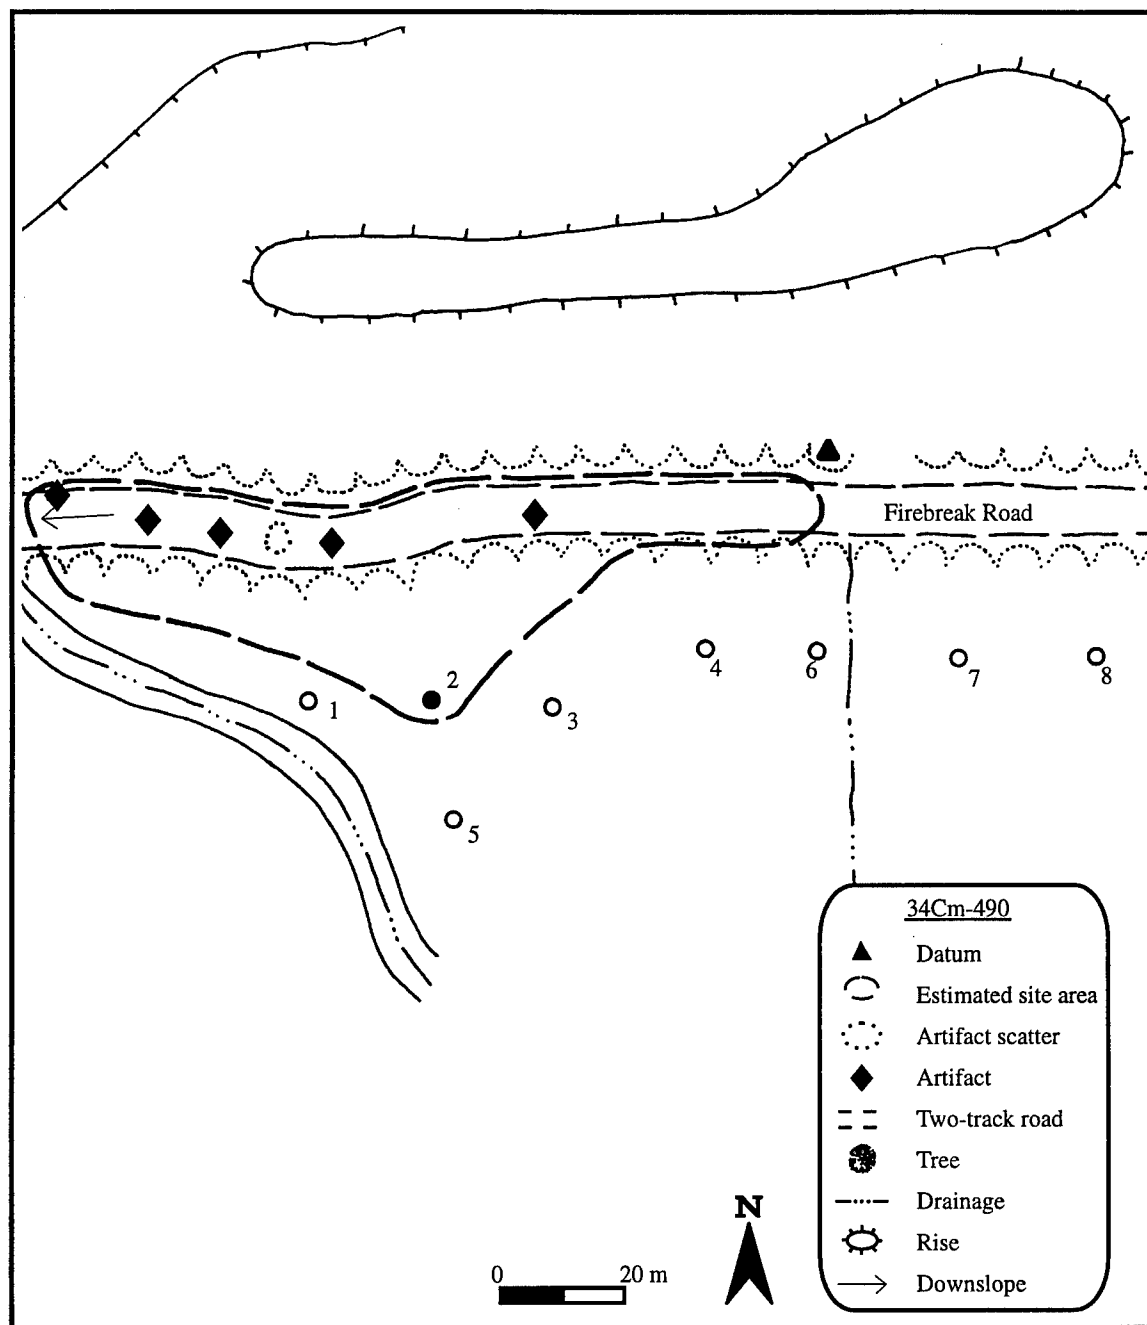 Firebreak Road
4
6
7
8
2
1
3
5
34Cm-490
Datum
Estimated site area
Artifact scatter
Artifact
Two-track road
Tree
Drainage
Rise
Downslope
N
0 20 m